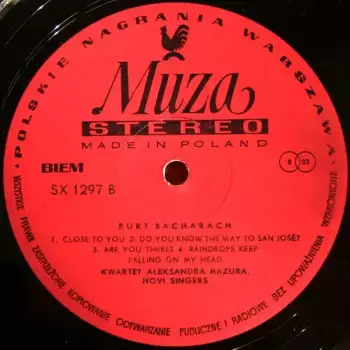 POLSKIE NAGRANIA WARSZAWA
Muza
STEREO
MADE IN POLAND
BIEM
SX 1297 B
33
BURT BACHARACH
1. CLOSE TO YOU 2. DO YOU KNOW THE WAY TO SAN JOSÉ?
3. ARE YOU THERE? 4. RAINDROPS KEEP
FALLING ON MY HEAD
KWARTET ALEKSANDRA MAZURA,
NOVI SINGERS
WSZYSTKIE PRAWA ZASTRZEŻONE KOPIOWANIE ODTWARZANIE PUBLICZNE I RADIOWE BEZ UPOWAŻNIENIA WZBRONIONE